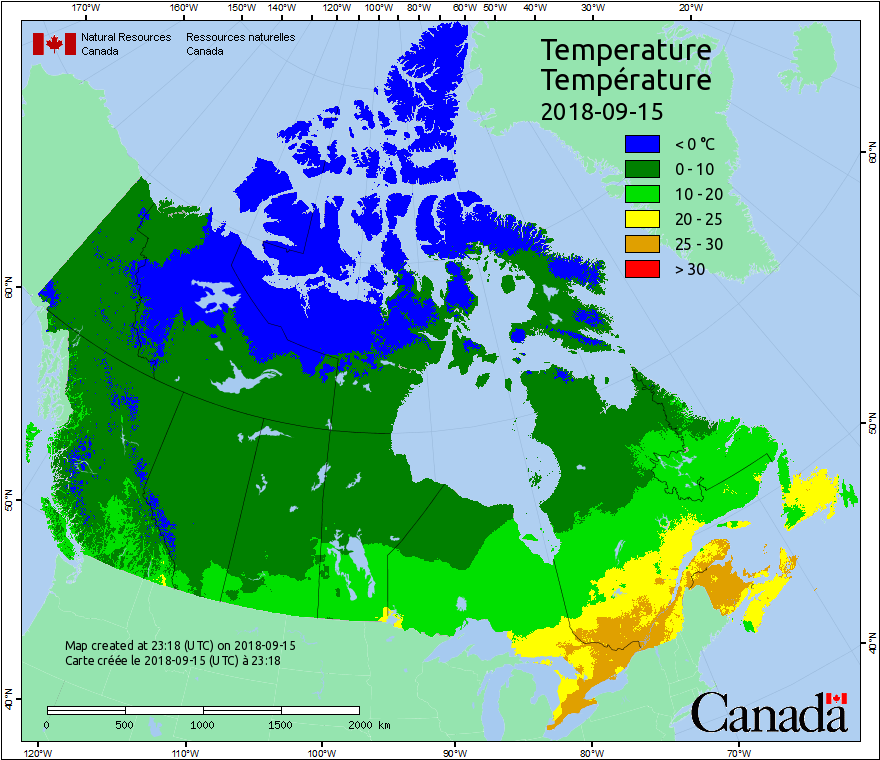 170°W 160°W 150°W 140°W 130°W 120°W 110°W 100°W 90°W 80°W 60°W 50°W 40°W 30°W 20°W
Natural Resources Ressources naturelles
Canada Canada
Temperature
Température
2018-09-15
< 0 °C
0 - 10
10 - 20
20 - 25
25 - 30
> 30
60°N
60°N
50°N
50°N
40°N
40°N
Map created at 23:18 (UTC) on 2018-09-15
Carte créée le 2018-09-15 (UTC) à 23:18
0 500 1000 1500 2000 km
Canada
120°W 110°W 100°W 90°W 80°W 70°W